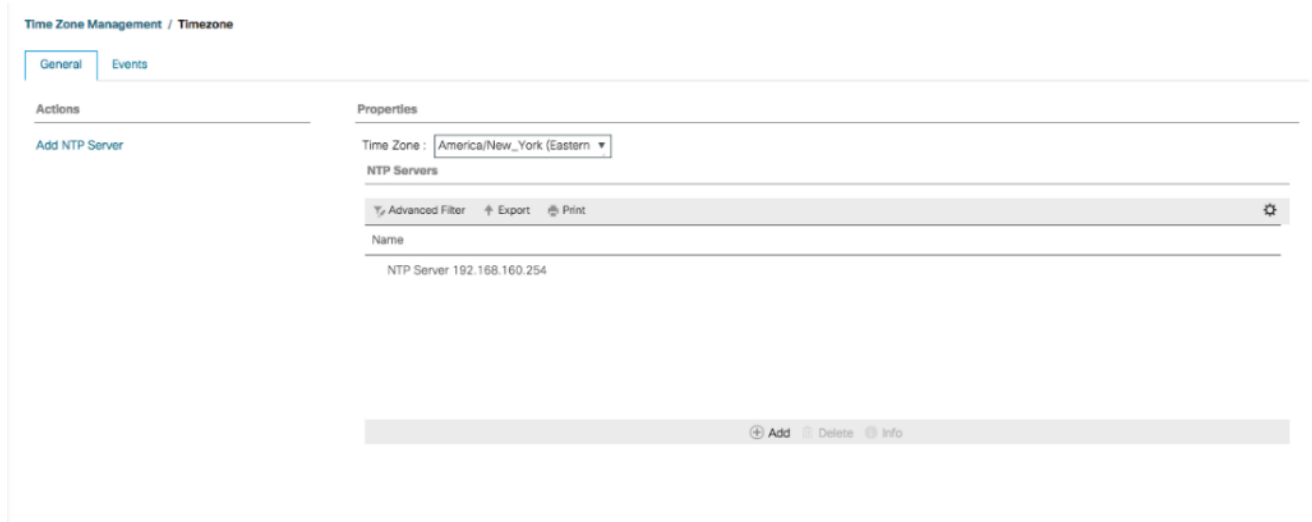 Time Zone Management / Timezone
General Events
Actions
Add NTP Server
Properties
Time Zone : America/New_York (Eastern
NTP Servers
Advanced Filter Export Print
Name
NTP Server 192.168.160.254
Add Delete Info